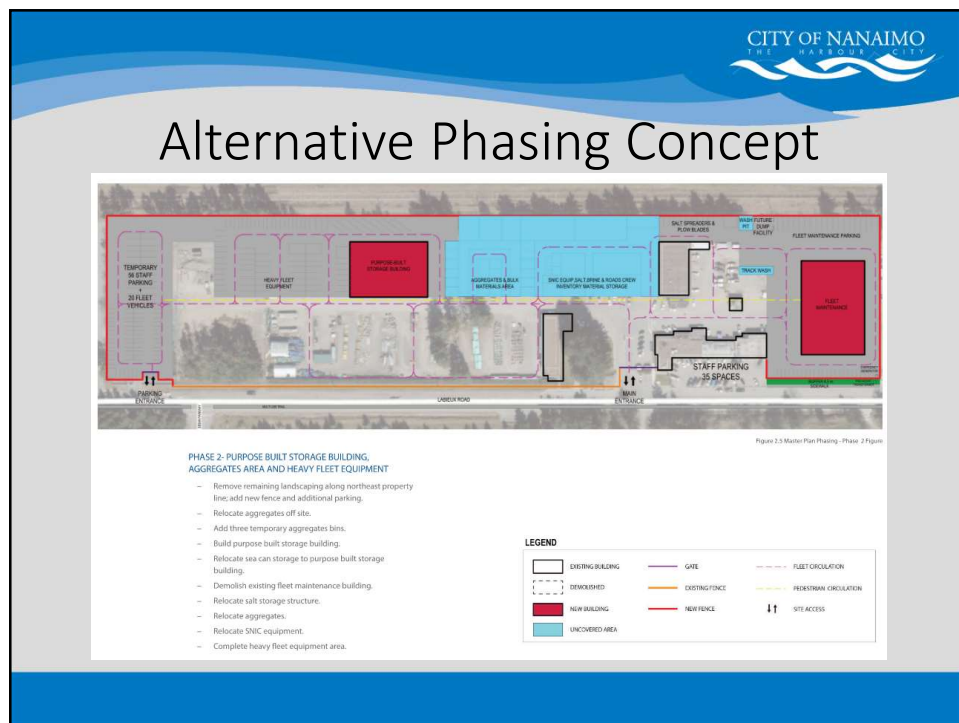 CITY OF NANAIMO
THE HARBOUR CITY
Alternative Phasing Concept
TEMPORARY
56 STAFF
PARKING
+
20 FLEET
VEHICLES
HEAVY FLEET
EQUIPMENT
PURPOSE-BUILT
STORAGE BUILDING
AGGREGATES & BULK
MATERIALS AREA
SNIC EQUIP SALT BRINE & ROADS CREW
INVENTORY MATERIAL STORAGE
SALT SPREADERS &
PLOW BLADES
WASH
PIT
FUTURE
DUMP
FACILITY
FLEET MAINTENANCE PARKING
TRACK WASH
FLEET
MAINTENANCE
STAFF PARKING
35 SPACES
PARKING
ENTRANCE
LABIEUX ROAD
MAIN
ENTRANCE
Figure 2.5 Master Plan Phasing - Phase 2 Figure
PHASE 2- PURPOSE BUILT STORAGE BUILDING,
AGGREGATES AREA AND HEAVY FLEET EQUIPMENT
– Remove remaining landscaping along northeast property
line; add new fence and additional parking.
– Relocate aggregates off site.
– Add three temporary aggregates bins.
– Build purpose built storage building.
– Relocate sea can storage to purpose built storage
building.
– Demolish existing fleet maintenance building.
– Relocate salt storage structure.
– Relocate aggregates.
– Relocate SNIC equipment.
– Complete heavy fleet equipment area.
LEGEND
EXISTING BUILDING
DEMOLISHED
NEW BUILDING
UNCOVERED AREA
GATE
EXISTING FENCE
NEW FENCE
FLEET CIRCULATION
PEDESTRIAN CIRCULATION
SITE ACCESS